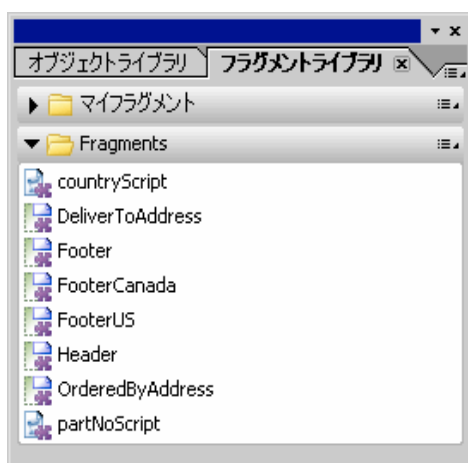 オブジェクトライブラリ フラグメントライブラリ
マイフラグメント
Fragments
countryScript
DeliverToAddress
Footer
FooterCanada
FooterUS
Header
OrderedByAddress
partNoScript